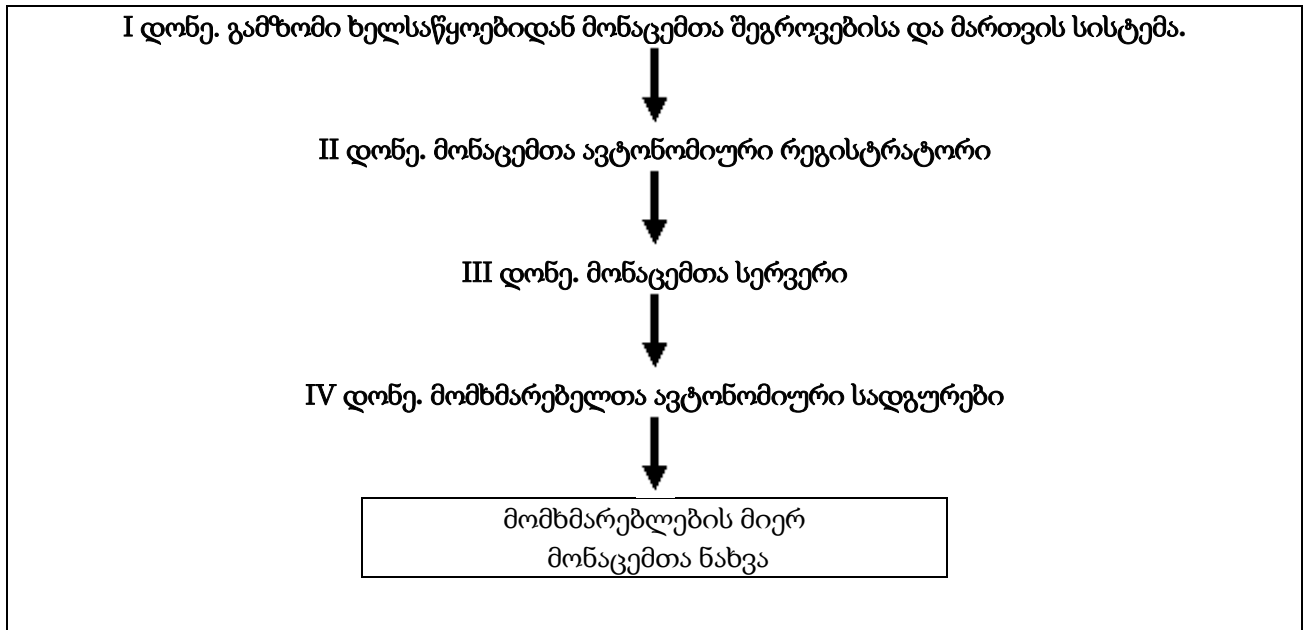 I დონე. გამზომი ხელსაწყოებიდან მონაცემთა შეგროვებისა და მართვის სისტემა.
II დონე. მონაცემთა ავტონომიური რეგისტრატორი
III დონე. მონაცემთა სერვერი
IV დონე. მომხმარებელთა ავტონომიური სადგურები
მომხმარებლების მიერ
მონაცემთა ნახვა